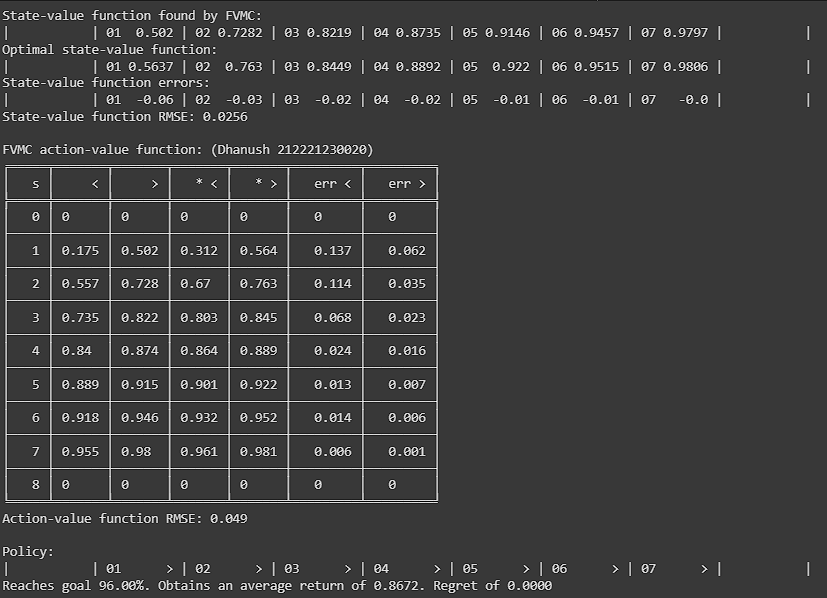 State-value function found by FVMC:
|           | 01  0.502 | 02 0.7282 | 03 0.8219 | 04 0.8735 | 05 0.9146 | 06 0.9457 | 07 0.9797 |           |
Optimal state-value function:
|           | 01 0.5637 | 02  0.763 | 03 0.8449 | 04 0.8892 | 05  0.922 | 06 0.9515 | 07 0.9806 |           |
State-value function errors:
|           | 01  -0.06 | 02  -0.03 | 03  -0.02 | 04  -0.02 | 05  -0.01 | 06  -0.01 | 07   -0.0 |           |
State-value function RMSE: 0.0256
FVMC action-value function: (Dhanush 212221230020)
s < > * < * > err < err >
0 0 0 0 0 0 0
1 0.175 0.502 0.312 0.564 0.137 0.062
2 0.557 0.728 0.67 0.763 0.114 0.035
3 0.735 0.822 0.803 0.845 0.068 0.023
4 0.84 0.874 0.864 0.889 0.024 0.016
5 0.889 0.915 0.901 0.922 0.013 0.007
6 0.918 0.946 0.932 0.952 0.014 0.006
7 0.955 0.98 0.961 0.981 0.006 0.001
8 0 0 0 0 0 0
Action-value function RMSE: 0.049
Policy:
|           | 01      > | 02      > | 03      > | 04      > | 05      > | 06      > | 07      > |           |
Reaches goal 96.00%. Obtains an average return of 0.8672. Regret of 0.0000